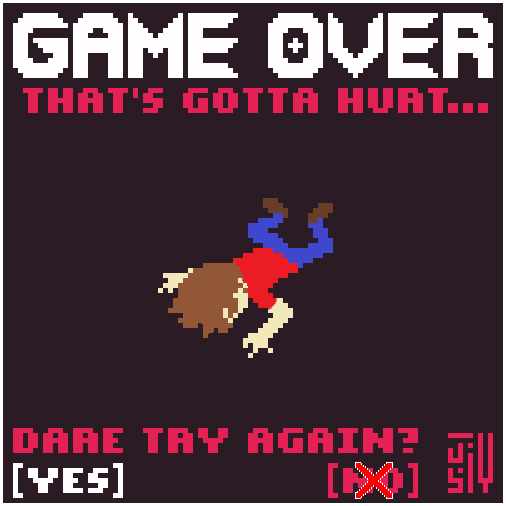 GAME OVER
THAT'S GOTTA HURT...
DARE TRY AGAIN?
[YES] [NO]